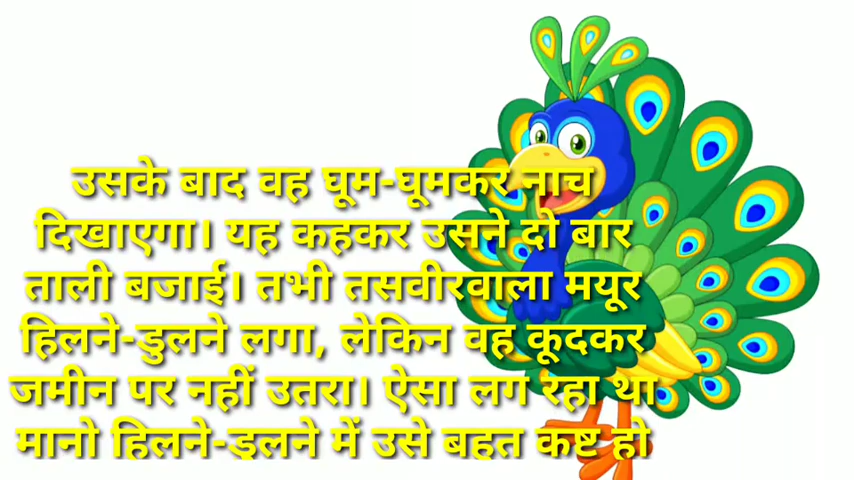 उसके बाद वह घूम-घूमकर नाच
दिखाएगा। यह कहकर उसने दो बार
ताली बजाई। तभी तसवीरवाला मयूर
हिलने-डुलने लगा, लेकिन वह कूदकर
जमीन पर नहीं उतरा। ऐसा लग रहा था
मानो हिलने-डुलने में उसे बहुत कष्ट हो